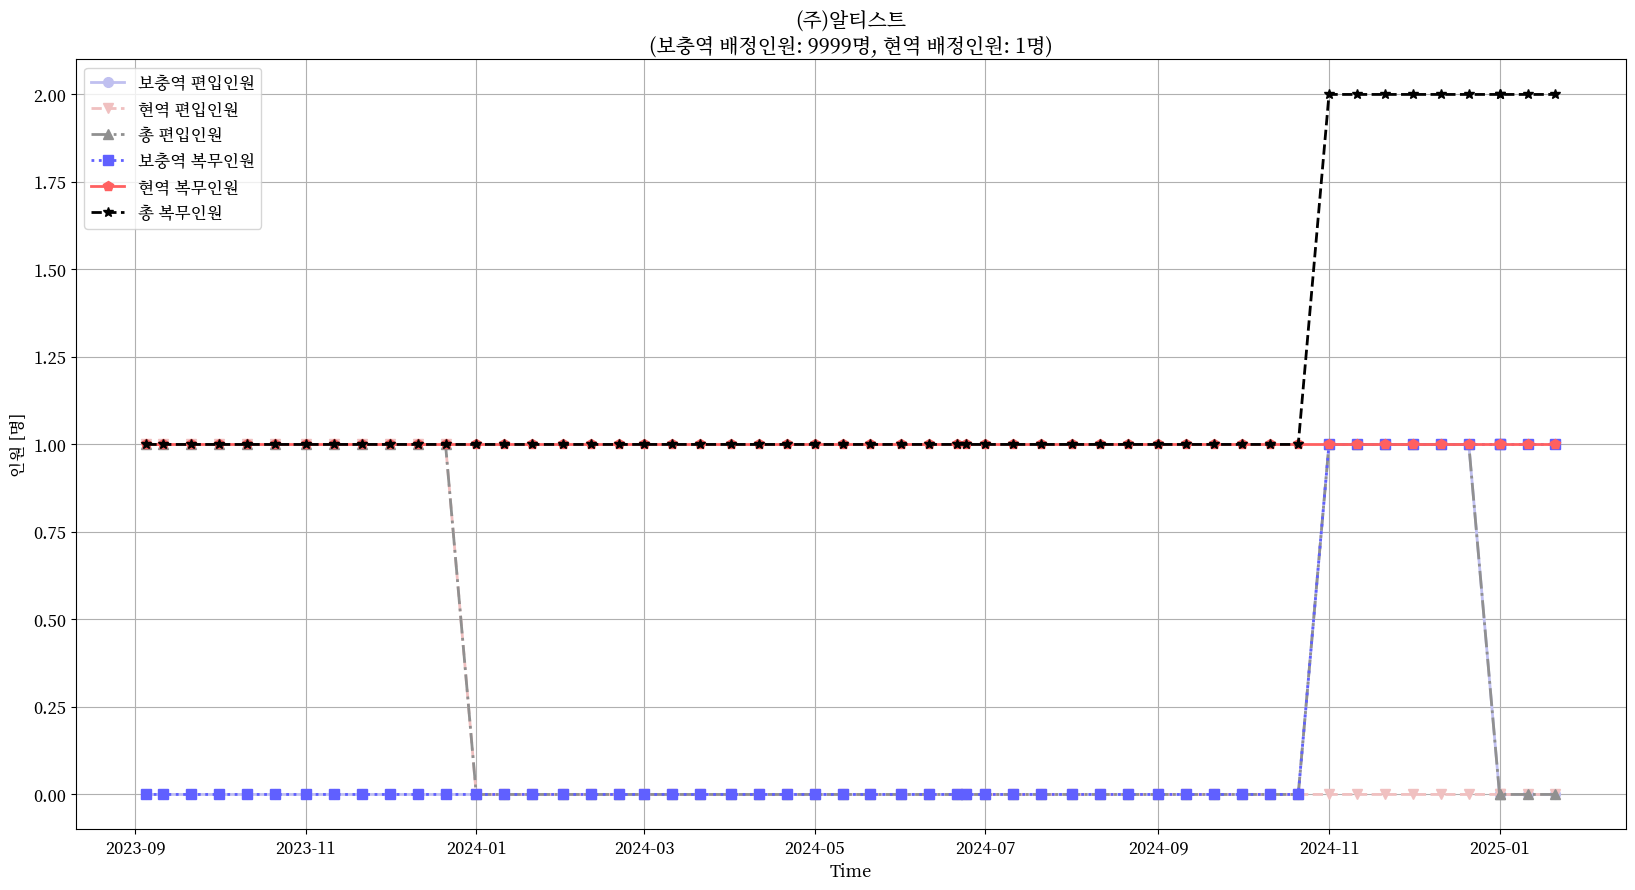 (주)알티스트
(보충역 배정인원: 9999명, 현역 배정인원: 1명)
보충역 편입인원
현역 편입인원
총 편입인원
보충역 복무인원
현역 복무인원
총 복무인원
2.00
1.75
1.50
1.25
1.00
0.75
0.50
0.25
0.00
인원 [명]
2023-09
2023-11
2024-01
2024-03
2024-05
2024-07
2024-09
2024-11
2025-01
Time